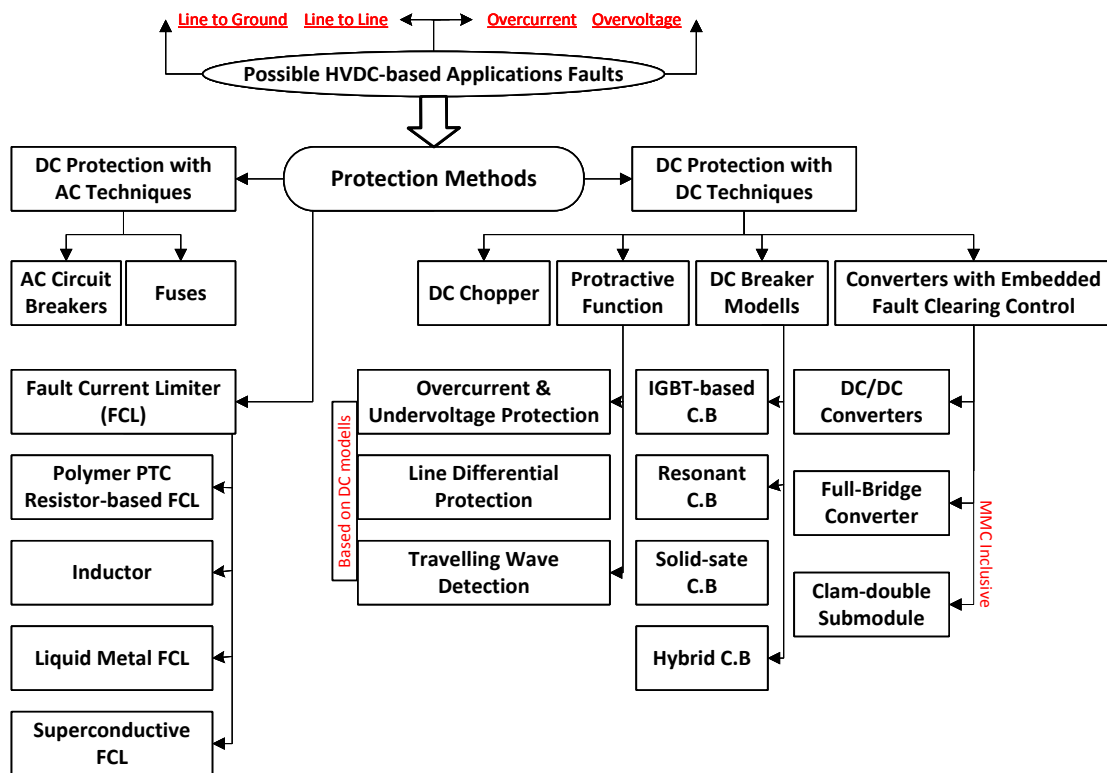 Line to Ground Line to Line Overcurrent Overvoltage
Possible HVDC-based Applications Faults
Protection Methods
DC Protection with
AC Techniques
AC Circuit
Breakers
Fuses
DC Protection with
DC Techniques
DC Chopper
Protractive
Function
DC Breaker
Modells
Converters with Embedded
Fault Clearing Control
Fault Current Limiter
(FCL)
Polymer PTC
Resistor-based FCL
Inductor
Liquid Metal FCL
Superconductive
FCL
Based on DC modells
Overcurrent &
Undervoltage Protection
Line Differential
Protection
Travelling Wave
Detection
IGBT-based
C.B
Resonant
C.B
Solid-sate
C.B
Hybrid C.B
DC/DC
Converters
Full-Bridge
Converter
Clam-double
Submodule
MMC Inclusive